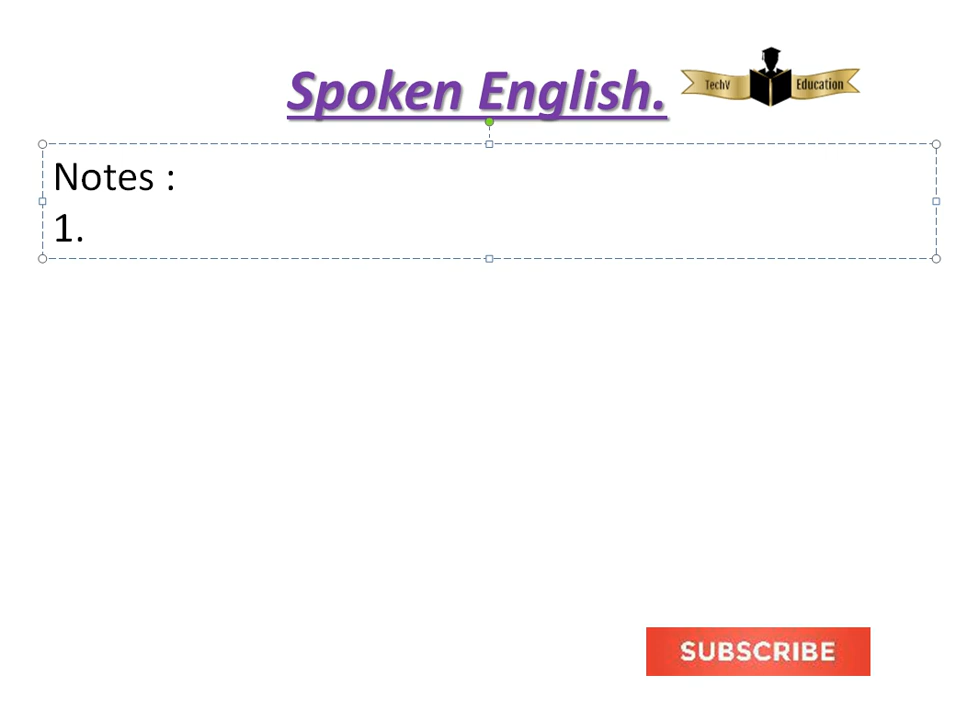 Spoken English.
TechV Education
Notes :
1.
SUBSCRIBE